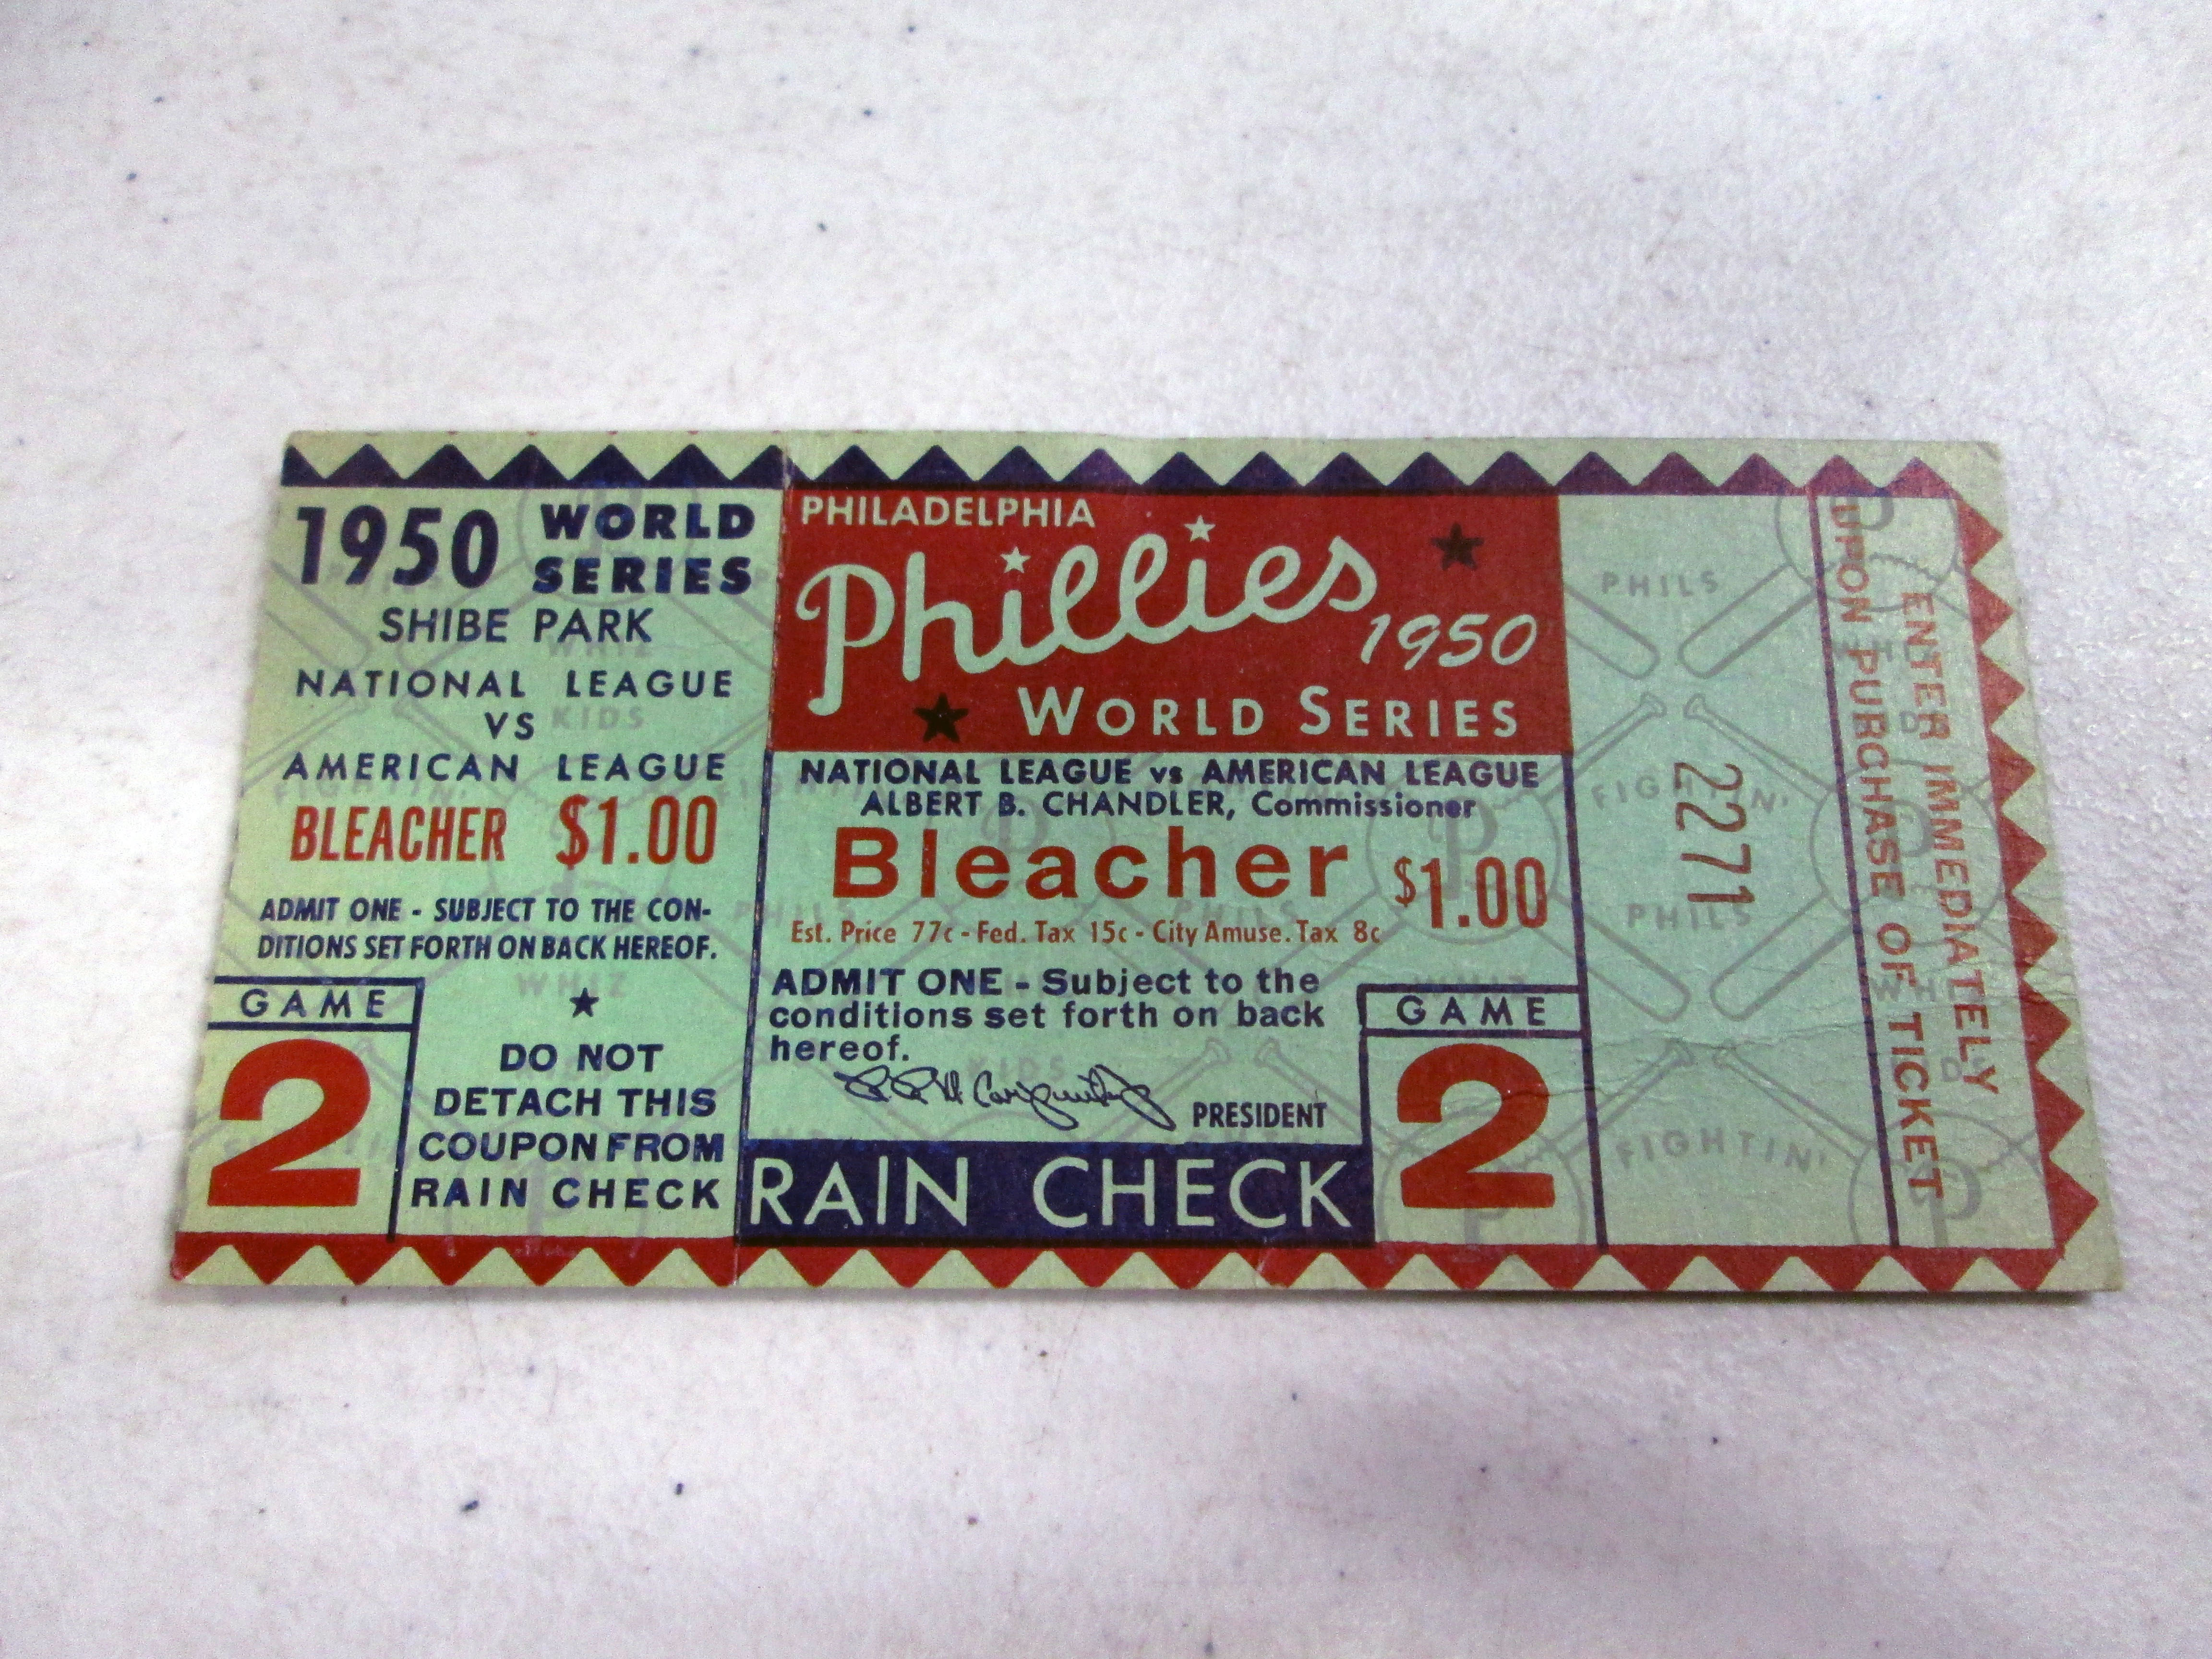 1950 WORLD SERIES
SHIBE PARK
NATIONAL LEAGUE
VS
AMERICAN LEAGUE
BLEACHER $1.00
ADMIT ONE - SUBJECT TO THE CON-
DITIONS SET FORTH ON BACK HEREOF.
GAME
2
DO NOT
DETACH THIS
COUPON FROM
RAIN CHECK
PHILADELPHIA
Phillies
1950
WORLD SERIES
NATIONAL LEAGUE vs AMERICAN LEAGUE
ALBERT B. CHANDLER, Commissioner
Bleacher $1.00
Est. Price 77c - Fed. Tax 15c - City Amuse. Tax 8c
ADMIT ONE - Subject to the
conditions set forth on back
hereof.
PRESIDENT
RAIN CHECK
GAME
2
PHILS
FIGHTIN'
PHILS
FIGHTIN'
WHIZ
KIDS
WHIZ
KIDS
2271
ENTER IMMEDIATELY
UPON PURCHASE OF TICKET